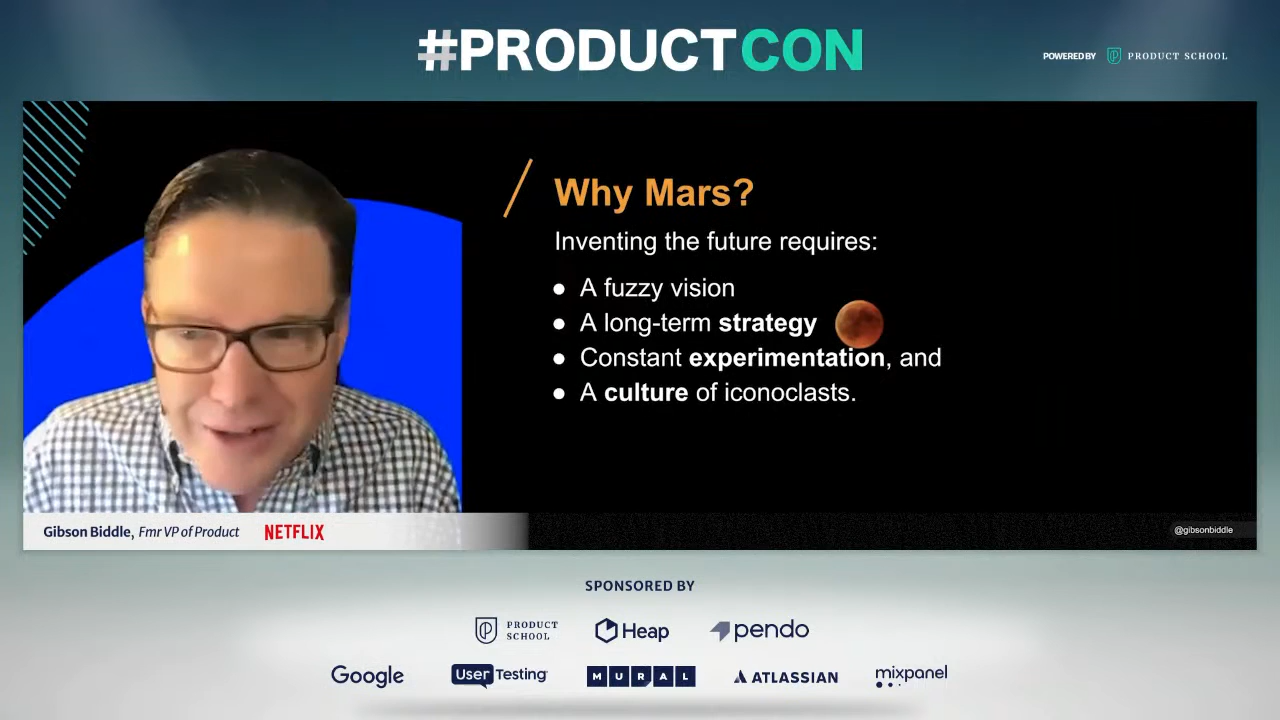 #PRODUCTCON
POWERED BY PRODUCT SCHOOL
Why Mars?
Inventing the future requires:
● A fuzzy vision
● A long-term strategy
● Constant experimentation, and
● A culture of iconoclasts.
Gibson Biddle, Fmr VP of Product NETFLIX
@gibsonbiddle
SPONSORED BY
PRODUCT SCHOOL Heap pendo
Google UserTesting MURAL ATLASSIAN mixpanel